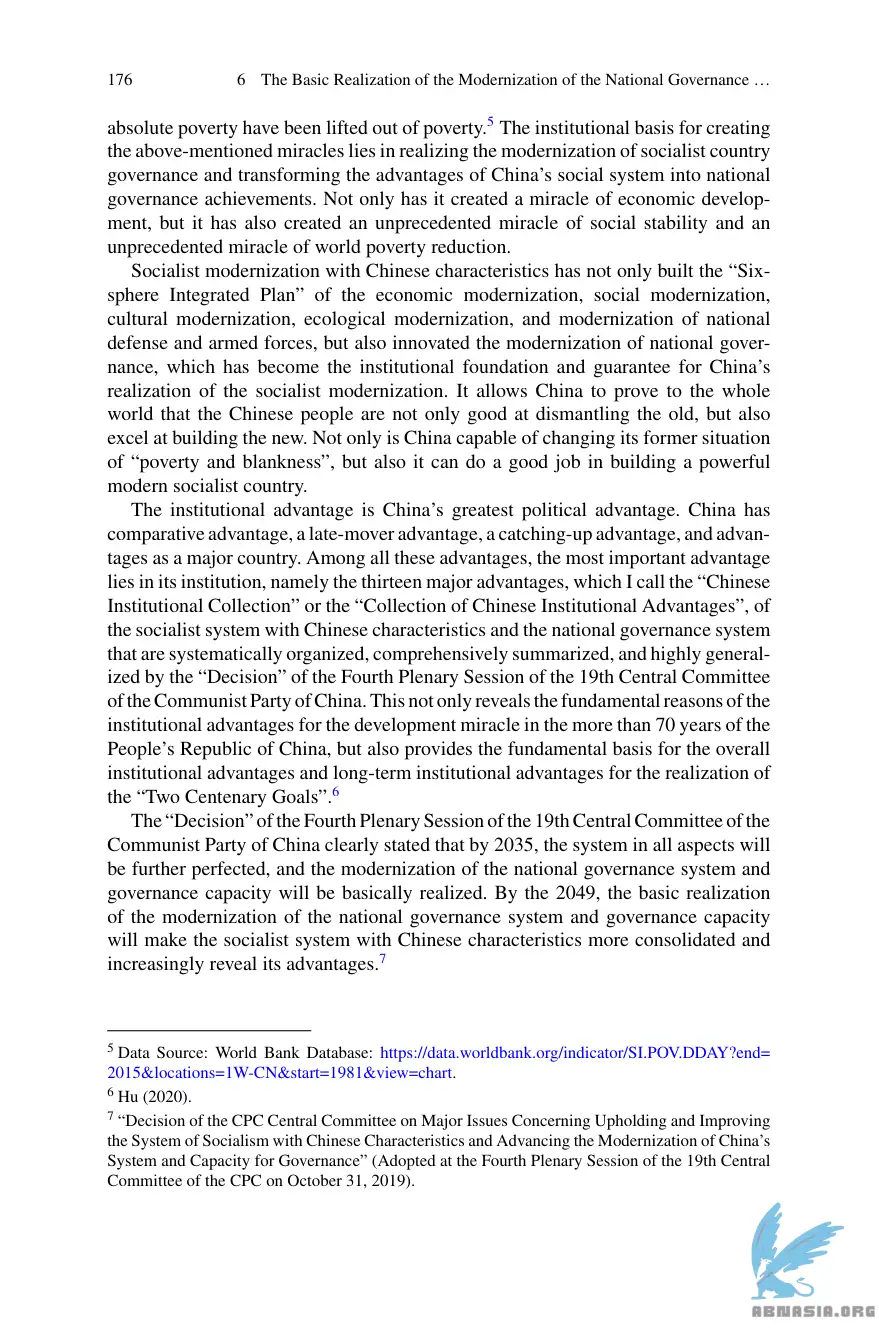 176 6 The Basic Realization of the Modernization of the National Governance …
absolute poverty have been lifted out of poverty.5 The institutional basis for creating
the above-mentioned miracles lies in realizing the modernization of socialist country
governance and transforming the advantages of China’s social system into national
governance achievements. Not only has it created a miracle of economic develop-
ment, but it has also created an unprecedented miracle of social stability and an
unprecedented miracle of world poverty reduction.
Socialist modernization with Chinese characteristics has not only built the “Six-
sphere Integrated Plan” of the economic modernization, social modernization,
cultural modernization, ecological modernization, and modernization of national
defense and armed forces, but also innovated the modernization of national gover-
nance, which has become the institutional foundation and guarantee for China’s
realization of the socialist modernization. It allows China to prove to the whole
world that the Chinese people are not only good at dismantling the old, but also
excel at building the new. Not only is China capable of changing its former situation
of “poverty and blankness”, but also it can do a good job in building a powerful
modern socialist country.
The institutional advantage is China’s greatest political advantage. China has
comparative advantage, a late-mover advantage, a catching-up advantage, and advan-
tages as a major country. Among all these advantages, the most important advantage
lies in its institution, namely the thirteen major advantages, which I call the “Chinese
Institutional Collection” or the “Collection of Chinese Institutional Advantages”, of
the socialist system with Chinese characteristics and the national governance system
that are systematically organized, comprehensively summarized, and highly general-
ized by the “Decision” of the Fourth Plenary Session of the 19th Central Committee
of the Communist Party of China. This not only reveals the fundamental reasons of the
institutional advantages for the development miracle in the more than 70 years of the
People’s Republic of China, but also provides the fundamental basis for the overall
institutional advantages and long-term institutional advantages for the realization of
the “Two Centenary Goals”.6
The “Decision” of the Fourth Plenary Session of the 19th Central Committee of the
Communist Party of China clearly stated that by 2035, the system in all aspects will
be further perfected, and the modernization of the national governance system and
governance capacity will be basically realized. By the 2049, the basic realization
of the modernization of the national governance system and governance capacity
will make the socialist system with Chinese characteristics more consolidated and
increasingly reveal its advantages.7
5 Data Source: World Bank Database: https://data.worldbank.org/indicator/SI.POV.DDAY?end=
2015&locations=1W-CN&start=1981&view=chart.
6 Hu (2020).
7 “Decision of the CPC Central Committee on Major Issues Concerning Upholding and Improving
the System of Socialism with Chinese Characteristics and Advancing the Modernization of China’s
System and Capacity for Governance” (Adopted at the Fourth Plenary Session of the 19th Central
Committee of the CPC on October 31, 2019).
ABNASIA.ORG